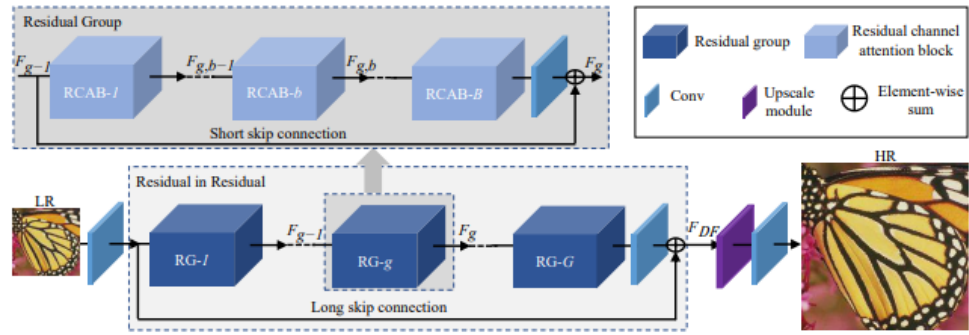 Residual Group
F_{g-1}
F_{g,b-1}
F_{g,b}
F_g
RCAB-1
RCAB-b
RCAB-B
Short skip connection
Residual group
Residual channel
attention block
Conv
Upscale
module
Element-wise
sum
Residual in Residual
LR
HR
F_{g-1}
F_g
F_{DF}
RG-1
RG-g
RG-G
Long skip connection